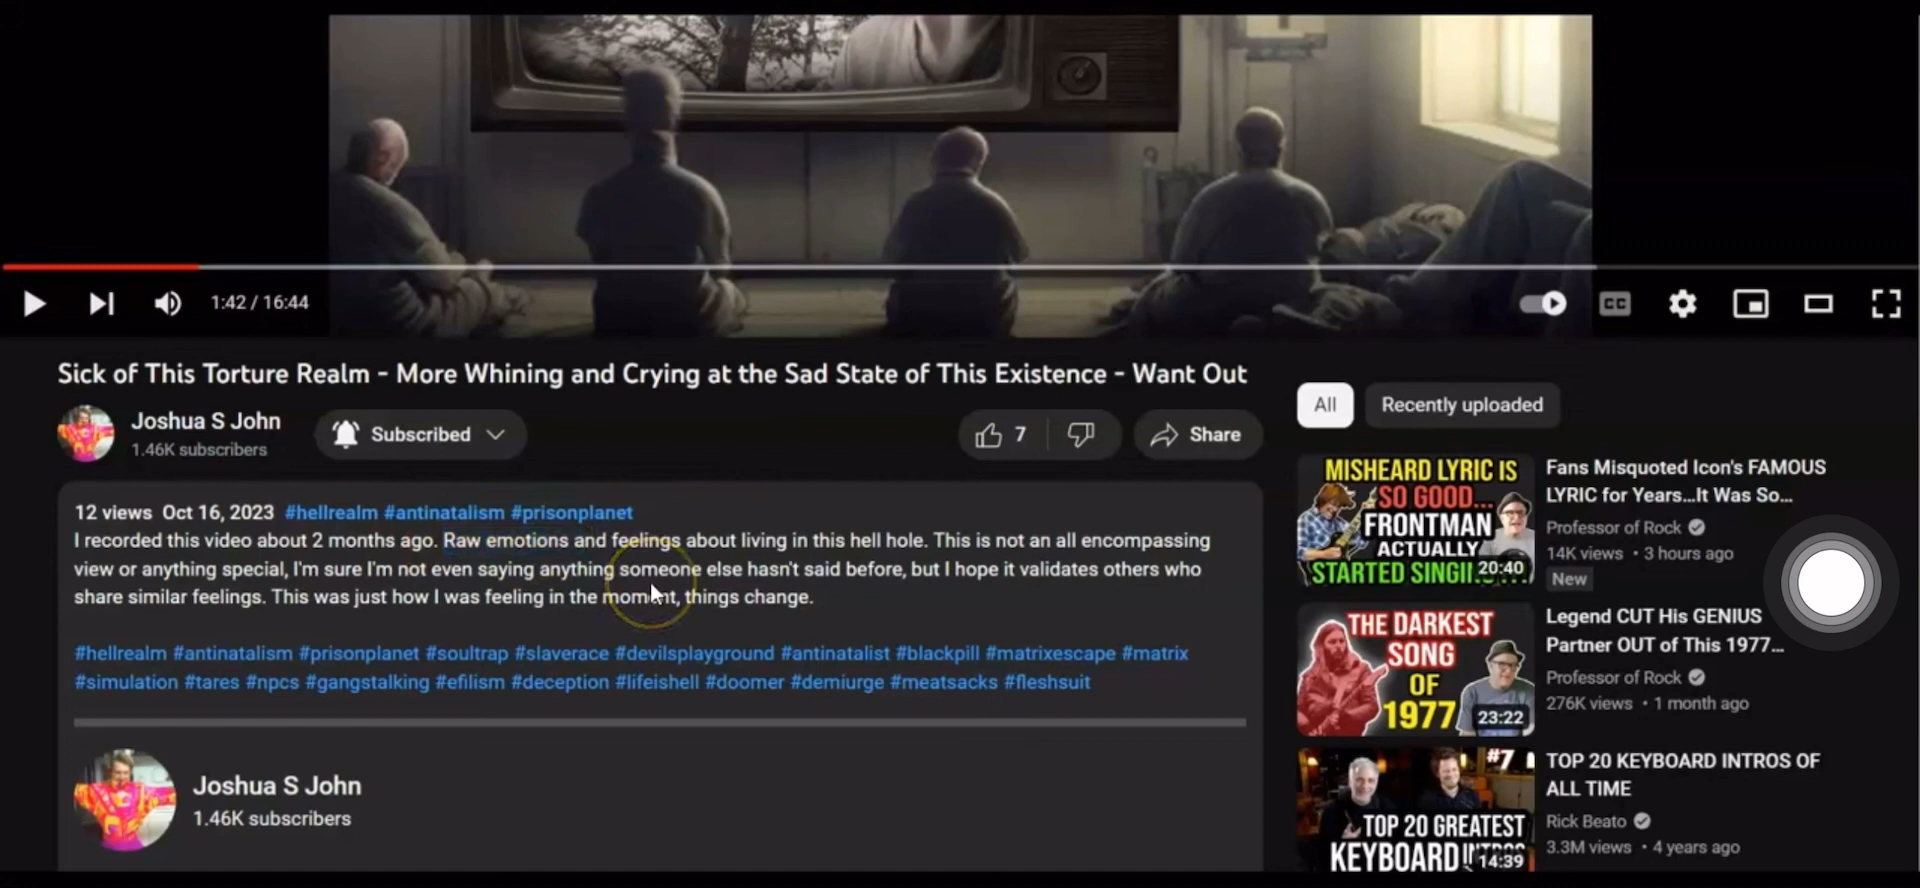 1:42 / 16:44
CC
Sick of This Torture Realm - More Whining and Crying at the Sad State of This Existence - Want Out
Joshua S John
1.46K subscribers
Subscribed
7
Share
12 views Oct 16, 2023 #hellrealm #antinatalism #prisonplanet
I recorded this video about 2 months ago. Raw emotions and feelings about living in this hell hole. This is not an all encompassing
view or anything special, I'm sure I'm not even saying anything someone else hasn't said before, but I hope it validates others who
share similar feelings. This was just how I was feeling in the moment, things change.
#hellrealm #antinatalism #prisonplanet #soultrap #slaverace #devilsplayground #antinatalist #blackpill #matrixescape #matrix
#simulation #tares #npcs #gangstalking #efilism #deception #lifeishell #doomer #demiurge #meatsacks #fleshsuit
Joshua S John
1.46K subscribers
All
Recently uploaded
MISHEARD LYRIC IS
SO GOOD...
FRONTMAN
ACTUALLY
STARTED
20:40
Fans Misquoted Icon's FAMOUS
LYRIC for Years...It Was So...
Professor of Rock
14K views • 3 hours ago
New
THE DARKEST
SONG
OF
1977
23:22
Legend CUT His GENIUS
Partner OUT of This 1977...
Professor of Rock
276K views • 1 month ago
#7
TOP 20 GREATEST
KEYBOARD
14:39
TOP 20 KEYBOARD INTROS OF
ALL TIME
Rick Beato
3.3M views • 4 years ago